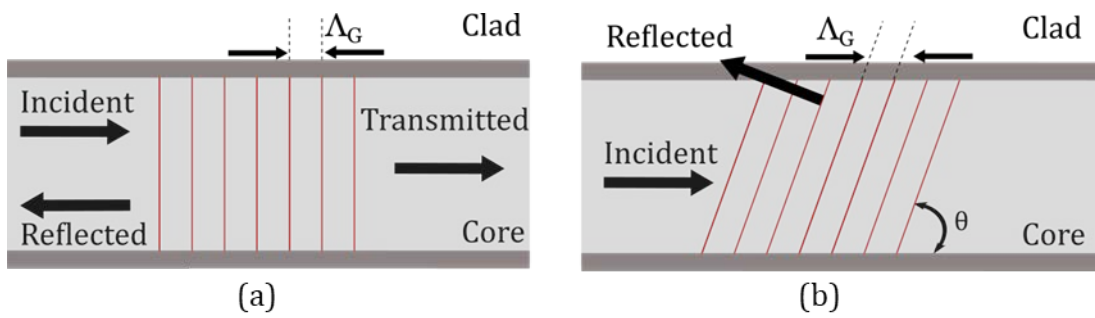 ΛG
Clad
Incident
Transmitted
Reflected
Core
(a)
Reflected
ΛG
Clad
Incident
θ
Core
(b)